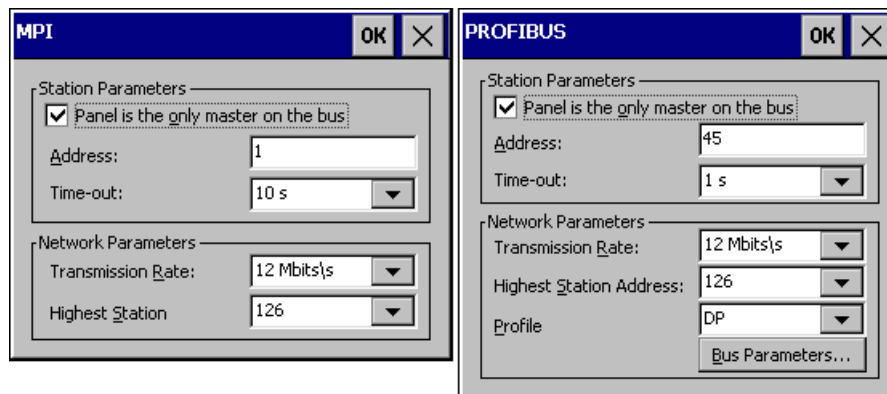 MPI OK
Station Parameters
Panel is the only master on the bus
Address: 1
Time-out: 10 s
Network Parameters
Transmission Rate: 12 Mbits\s
Highest Station 126
PROFIBUS OK
Station Parameters
Panel is the only master on the bus
Address: 45
Time-out: 1 s
Network Parameters
Transmission Rate: 12 Mbits\s
Highest Station Address: 126
Profile DP
Bus Parameters...